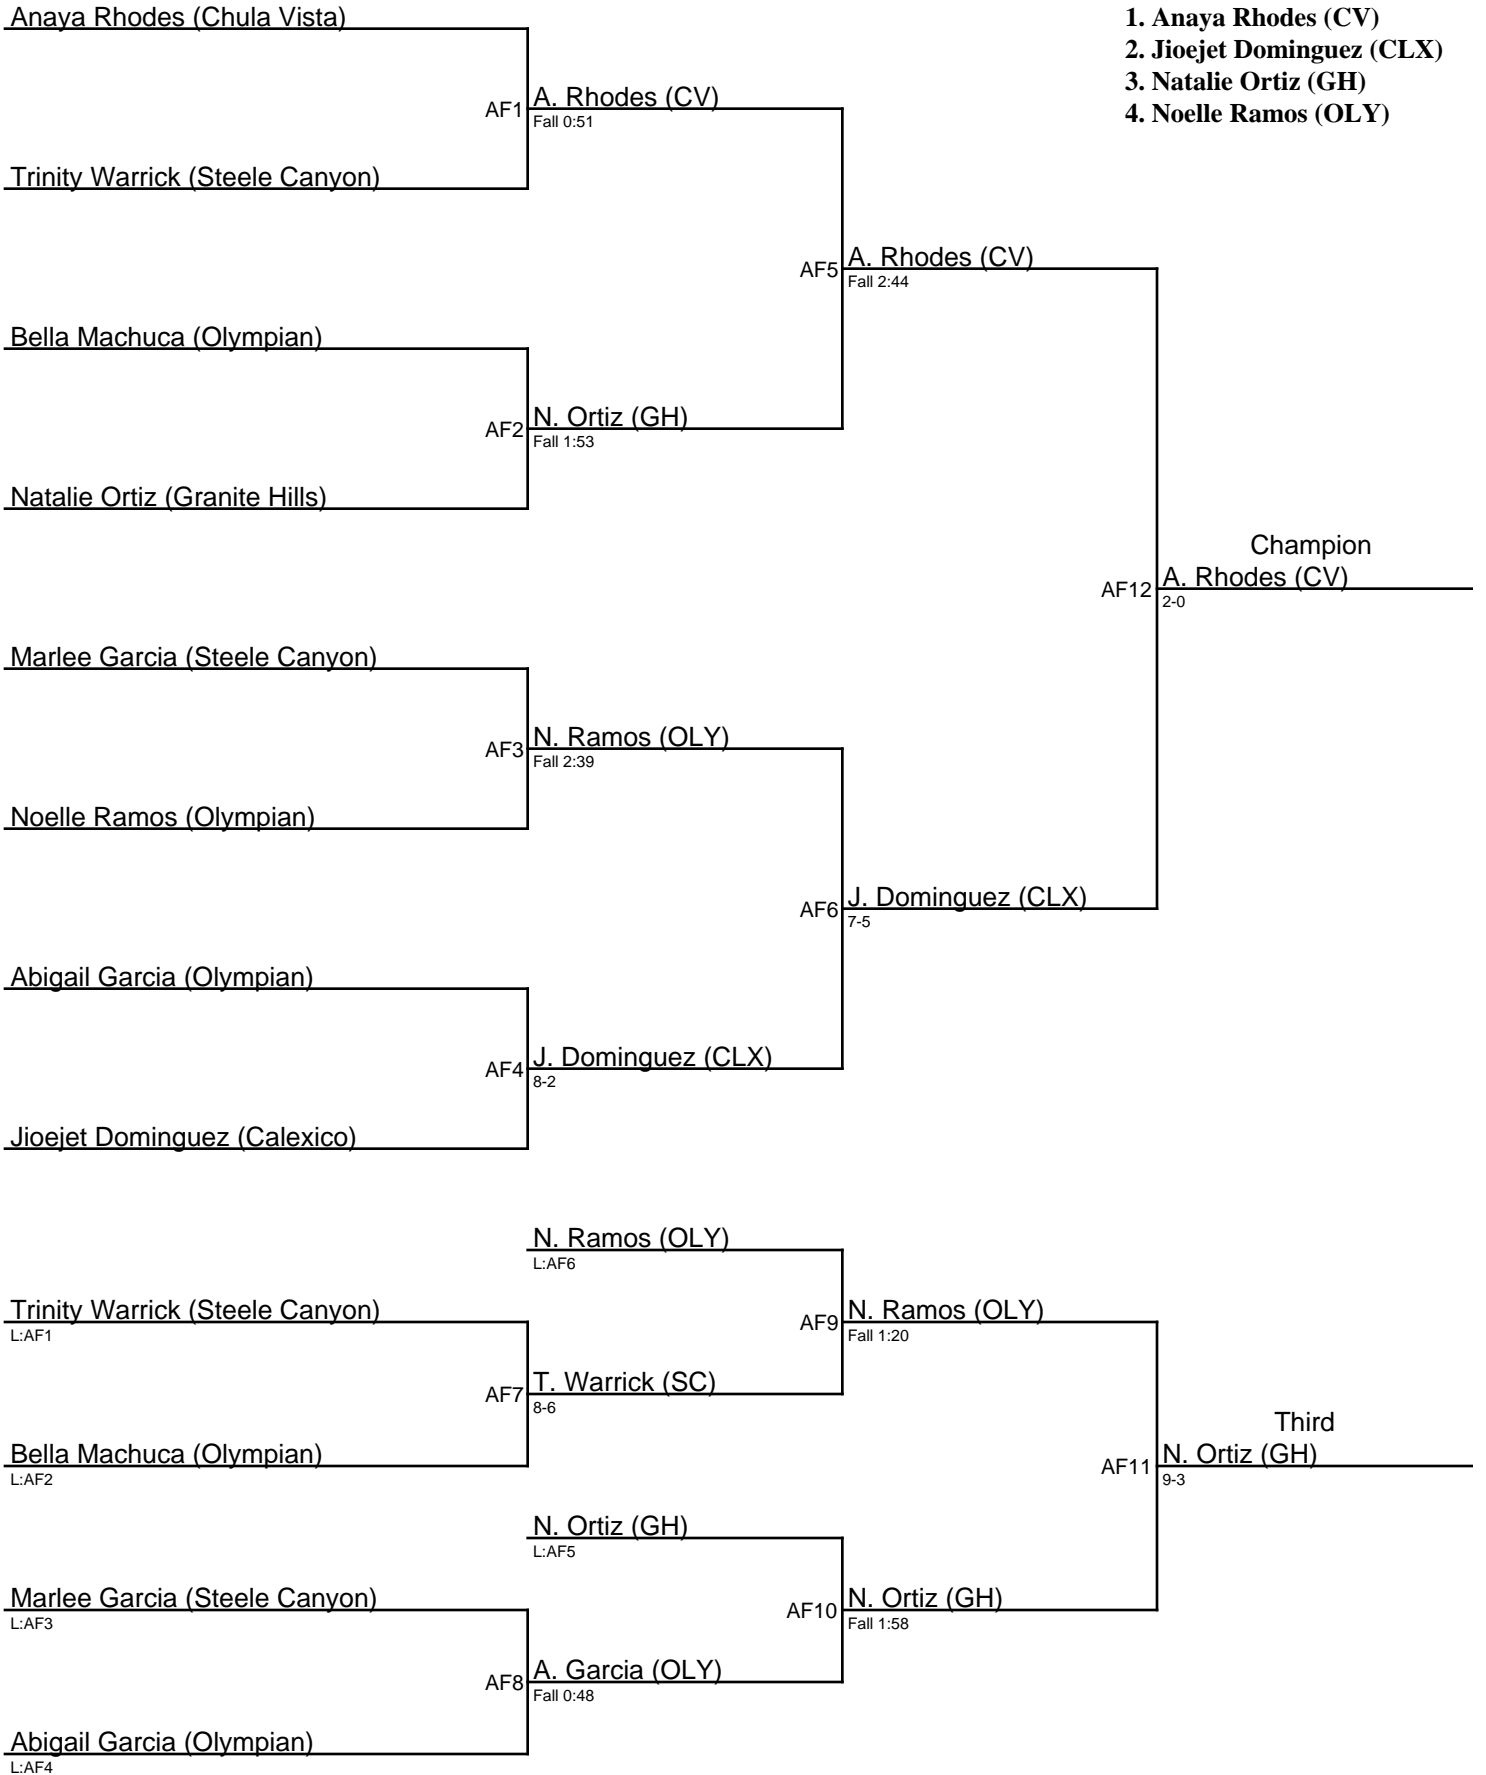 Anaya Rhodes (Chula Vista)
1. Anaya Rhodes (CV)
2. Jioejet Dominguez (CLX)
3. Natalie Ortiz (GH)
4. Noelle Ramos (OLY)
AF1
A. Rhodes (CV)
Fall 0:51
Trinity Warrick (Steele Canyon)
AF5
A. Rhodes (CV)
Fall 2:44
Bella Machuca (Olympian)
AF2
N. Ortiz (GH)
Fall 1:53
Natalie Ortiz (Granite Hills)
Champion
AF12
A. Rhodes (CV)
2-0
Marlee Garcia (Steele Canyon)
AF3
N. Ramos (OLY)
Fall 2:39
Noelle Ramos (Olympian)
AF6
J. Dominguez (CLX)
7-5
Abigail Garcia (Olympian)
AF4
J. Dominguez (CLX)
8-2
Jioejet Dominguez (Calexico)
N. Ramos (OLY)
L:AF6
Trinity Warrick (Steele Canyon)
L:AF1
AF9
N. Ramos (OLY)
Fall 1:20
AF7
T. Warrick (SC)
8-6
Bella Machuca (Olympian)
L:AF2
Third
AF11
N. Ortiz (GH)
9-3
N. Ortiz (GH)
L:AF5
Marlee Garcia (Steele Canyon)
L:AF3
AF10
N. Ortiz (GH)
Fall 1:58
AF8
A. Garcia (OLY)
Fall 0:48
Abigail Garcia (Olympian)
L:AF4